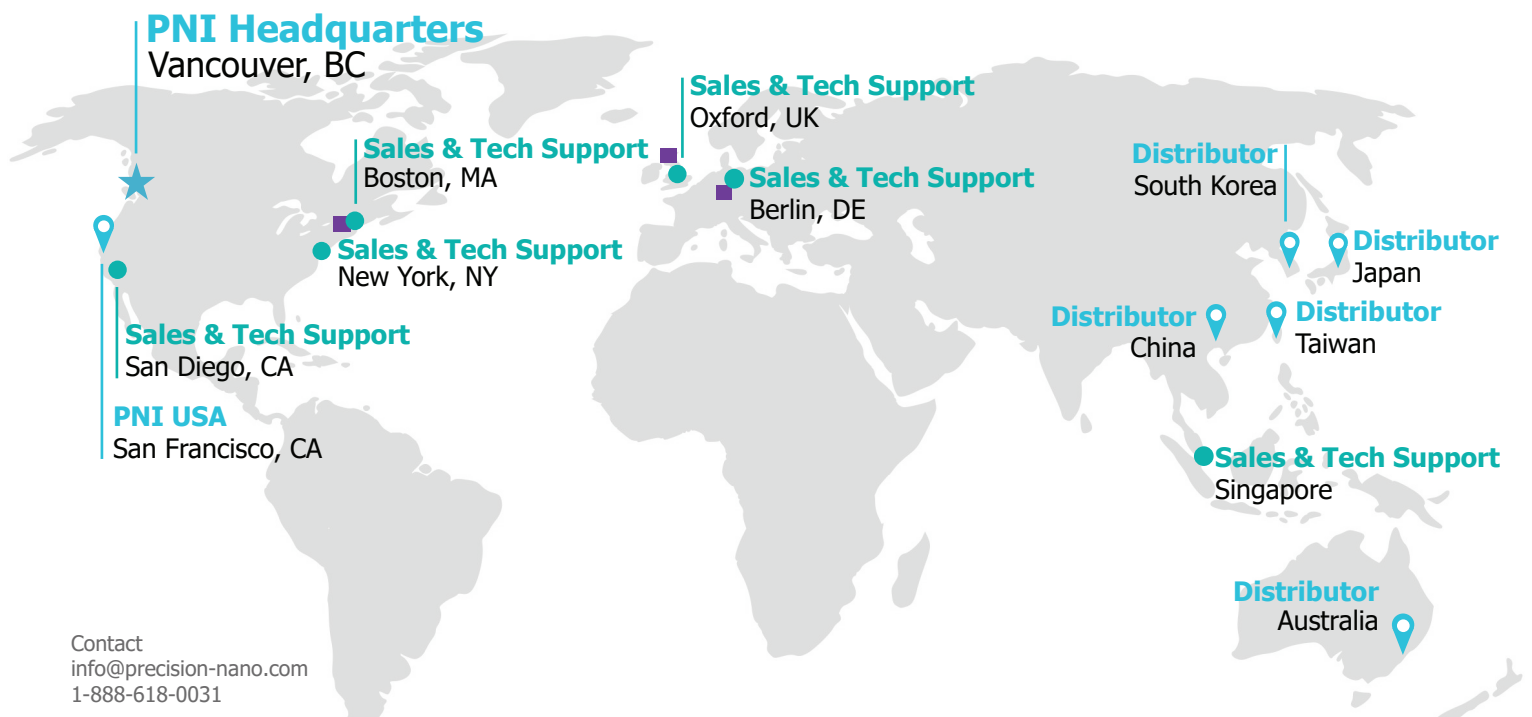 PNI Headquarters
Vancouver, BC
Sales & Tech Support
Oxford, UK
Sales & Tech Support
Boston, MA
Distributor
South Korea
Sales & Tech Support
Berlin, DE
Sales & Tech Support
New York, NY
Distributor
Japan
Distributor
China
Distributor
Taiwan
Sales & Tech Support
San Diego, CA
PNI USA
San Francisco, CA
Sales & Tech Support
Singapore
Distributor
Australia
Contact
info@precision-nano.com
1-888-618-0031